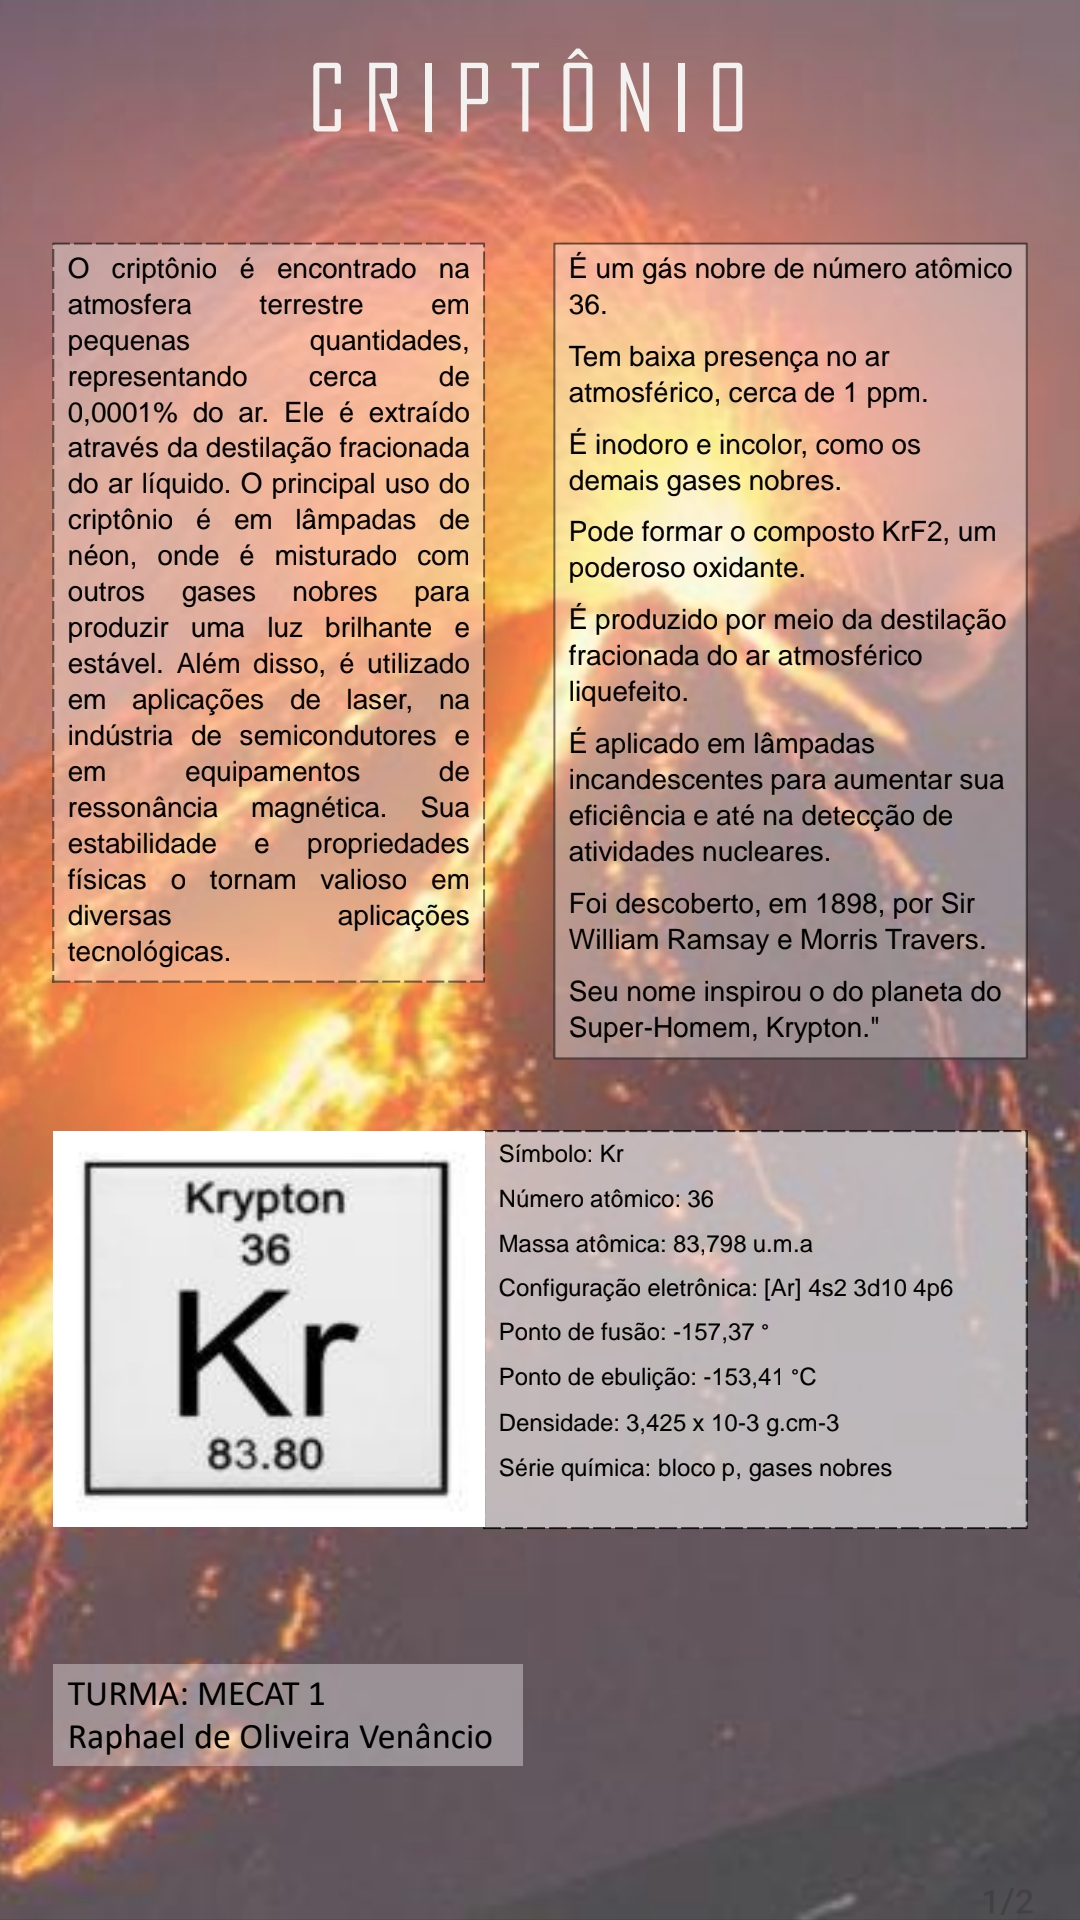 CRIPTÔNIO
O criptônio é encontrado na
atmosfera terrestre em
pequenas quantidades,
representando cerca de
0,0001% do ar. Ele é extraído
através da destilação fracionada
do ar líquido. O principal uso do
criptônio é em lâmpadas de
néon, onde é misturado com
outros gases nobres para
produzir uma luz brilhante e
estável. Além disso, é utilizado
em aplicações de laser, na
indústria de semicondutores e
em equipamentos de
ressonância magnética. Sua
estabilidade e propriedades
físicas o tornam valioso em
diversas aplicações
tecnológicas.
É um gás nobre de número atômico
36.
Tem baixa presença no ar
atmosférico, cerca de 1 ppm.
É inodoro e incolor, como os
demais gases nobres.
Pode formar o composto KrF2, um
poderoso oxidante.
É produzido por meio da destilação
fracionada do ar atmosférico
liquefeito.
É aplicado em lâmpadas
incandescentes para aumentar sua
eficiência e até na detecção de
atividades nucleares.
Foi descoberto, em 1898, por Sir
William Ramsay e Morris Travers.
Seu nome inspirou o do planeta do
Super-Homem, Krypton."
Krypton
36
Kr
83.80
Símbolo: Kr
Número atômico: 36
Massa atômica: 83,798 u.m.a
Configuração eletrônica: [Ar] 4s2 3d10 4p6
Ponto de fusão: -157,37 °
Ponto de ebulição: -153,41 °C
Densidade: 3,425 x 10-3 g.cm-3
Série química: bloco p, gases nobres
TURMA: MECAT 1
Raphael de Oliveira Venâncio
1/2